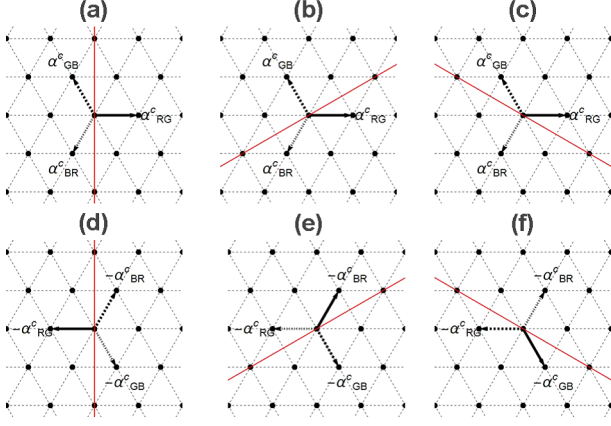 (a) (b) (c)
α^c_GB α^c_GB α^c_GB
α^c_RG α^c_RG α^c_RG
α^c_BR α^c_BR α^c_BR
(d) (e) (f)
−α^c_BR −α^c_BR −α^c_BR
−α^c_RG −α^c_RG −α^c_RG
−α^c_GB −α^c_GB −α^c_GB